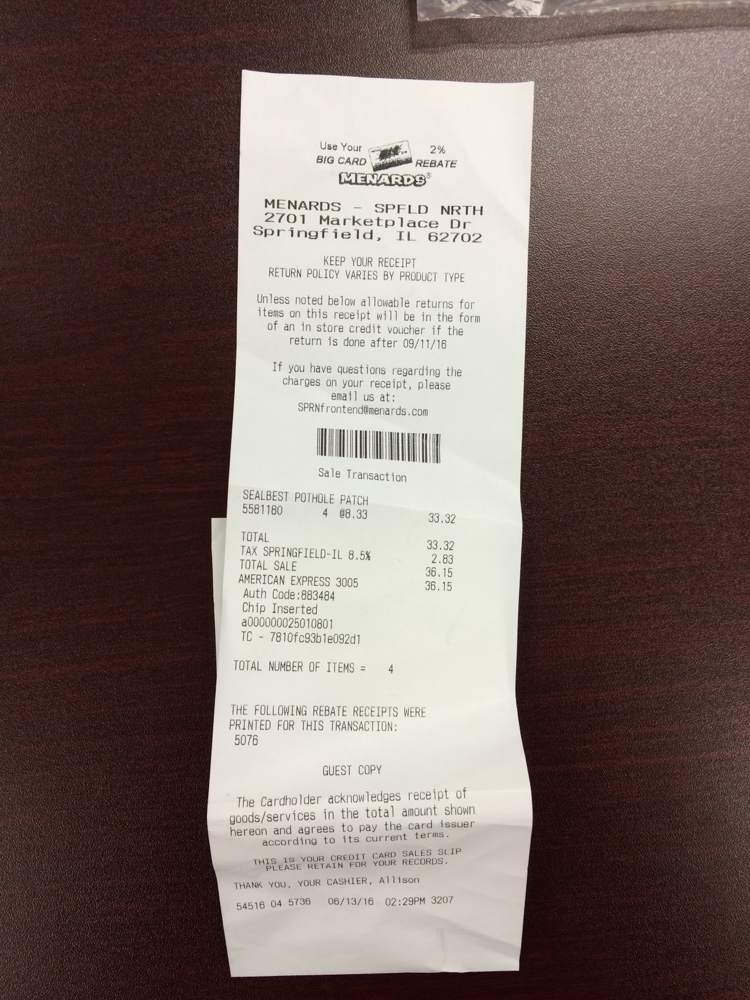 Use Your 2%
BIG CARD REBATE
MENARDS®
MENARDS - SPFLD NRTH
2701 Marketplace Dr
Springfield, IL 62702
KEEP YOUR RECEIPT
RETURN POLICY VARIES BY PRODUCT TYPE
Unless noted below allowable returns for
items on this receipt will be in the form
of an in store credit voucher if the
return is done after 09/11/16
If you have questions regarding the
charges on your receipt, please
email us at:
SPRNfrontend@menards.com
Sale Transaction
SEALBEST POTHOLE PATCH
5581180 4 @8.33 33.32
TOTAL 33.32
TAX SPRINGFIELD-IL 8.5% 2.83
TOTAL SALE 36.15
AMERICAN EXPRESS 3005 36.15
Auth Code:883484
Chip Inserted
a000000025010801
TC - 7810fc93b1e092d1
TOTAL NUMBER OF ITEMS = 4
THE FOLLOWING REBATE RECEIPTS WERE
PRINTED FOR THIS TRANSACTION:
5076
GUEST COPY
The Cardholder acknowledges receipt of
goods/services in the total amount shown
hereon and agrees to pay the card issuer
according to its current terms.
THIS IS YOUR CREDIT CARD SALES SLIP
PLEASE RETAIN FOR YOUR RECORDS.
THANK YOU, YOUR CASHIER, Allison
54516 04 5736 06/13/16 02:29PM 3207